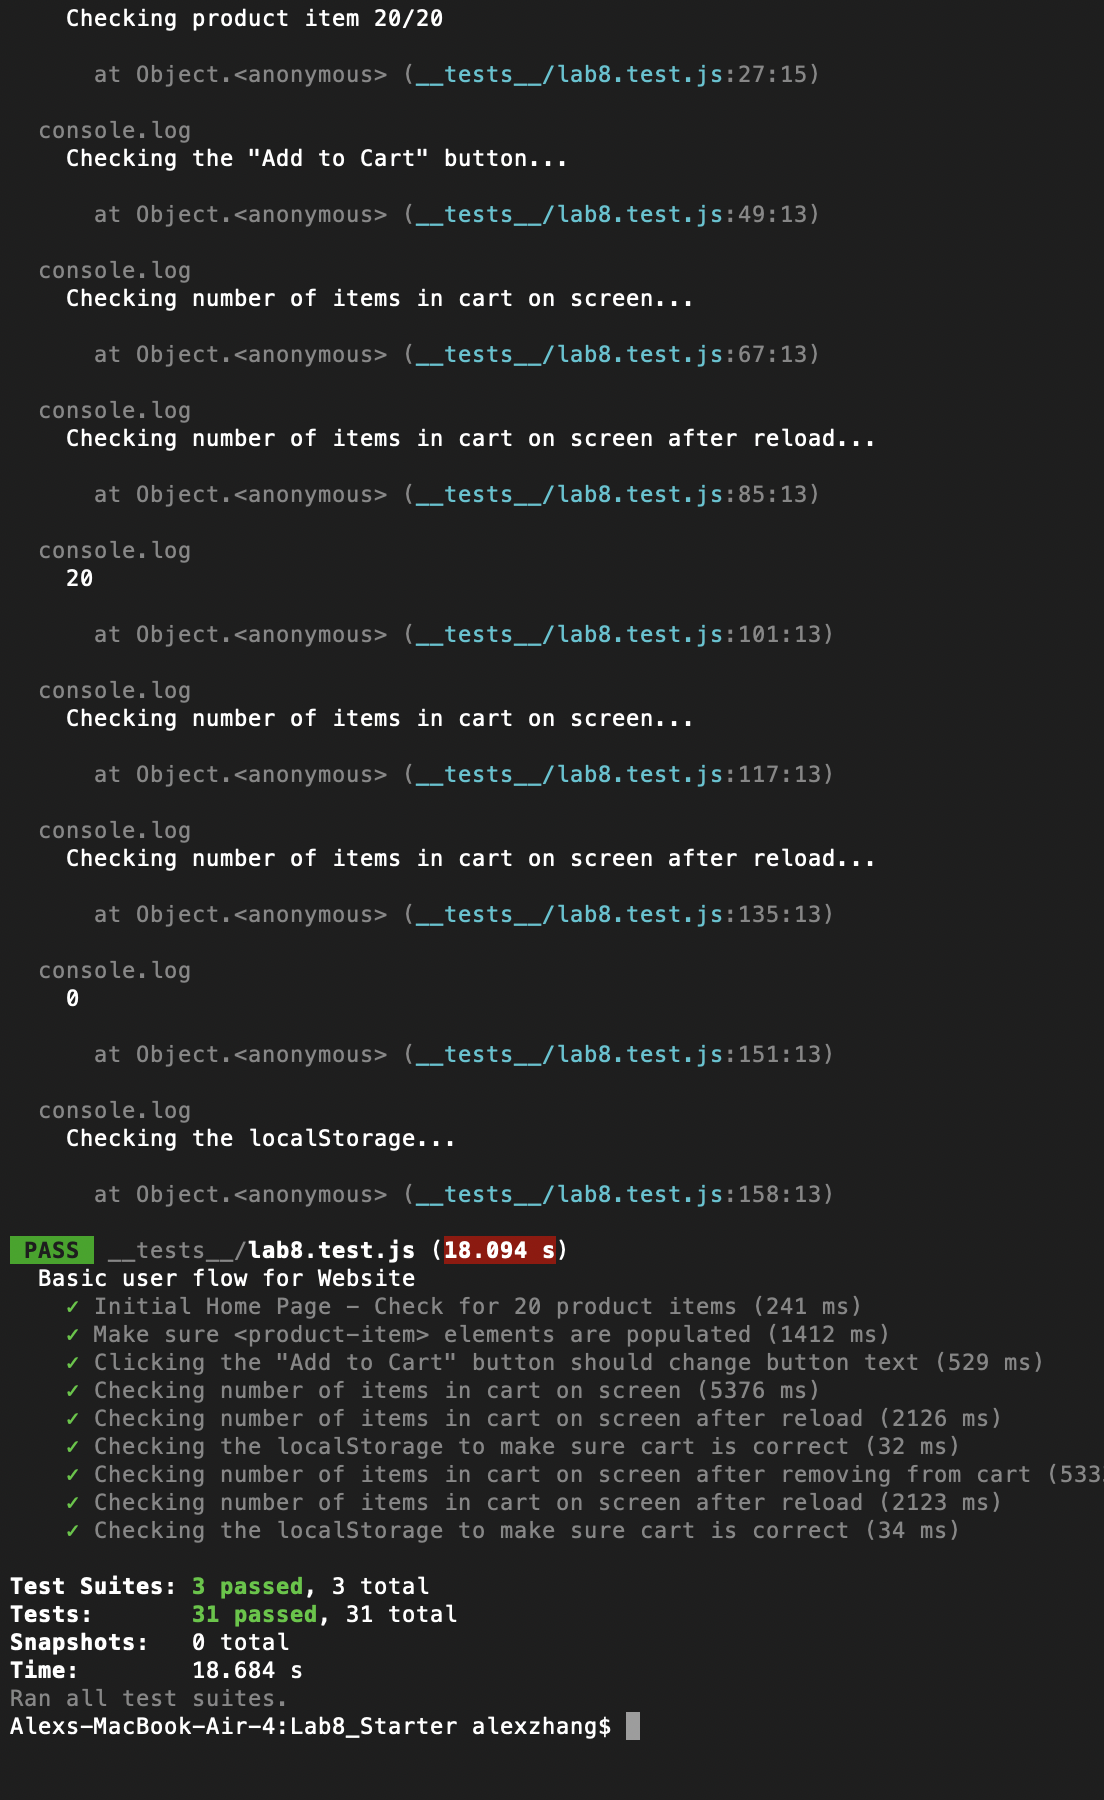 Checking product item 20/20
at Object.<anonymous> (__tests__/lab8.test.js:27:15)
console.log
Checking the "Add to Cart" button...
at Object.<anonymous> (__tests__/lab8.test.js:49:13)
console.log
Checking number of items in cart on screen...
at Object.<anonymous> (__tests__/lab8.test.js:67:13)
console.log
Checking number of items in cart on screen after reload...
at Object.<anonymous> (__tests__/lab8.test.js:85:13)
console.log
20
at Object.<anonymous> (__tests__/lab8.test.js:101:13)
console.log
Checking number of items in cart on screen...
at Object.<anonymous> (__tests__/lab8.test.js:117:13)
console.log
Checking number of items in cart on screen after reload...
at Object.<anonymous> (__tests__/lab8.test.js:135:13)
console.log
0
at Object.<anonymous> (__tests__/lab8.test.js:151:13)
console.log
Checking the localStorage...
at Object.<anonymous> (__tests__/lab8.test.js:158:13)
PASS __tests__/lab8.test.js (18.094 s)
Basic user flow for Website
✓ Initial Home Page - Check for 20 product items (241 ms)
✓ Make sure <product-item> elements are populated (1412 ms)
✓ Clicking the "Add to Cart" button should change button text (529 ms)
✓ Checking number of items in cart on screen (5376 ms)
✓ Checking number of items in cart on screen after reload (2126 ms)
✓ Checking the localStorage to make sure cart is correct (32 ms)
✓ Checking number of items in cart on screen after removing from cart (533
✓ Checking number of items in cart on screen after reload (2123 ms)
✓ Checking the localStorage to make sure cart is correct (34 ms)
Test Suites: 3 passed, 3 total
Tests: 31 passed, 31 total
Snapshots: 0 total
Time: 18.684 s
Ran all test suites.
Alexs-MacBook-Air-4:Lab8_Starter alexzhang$